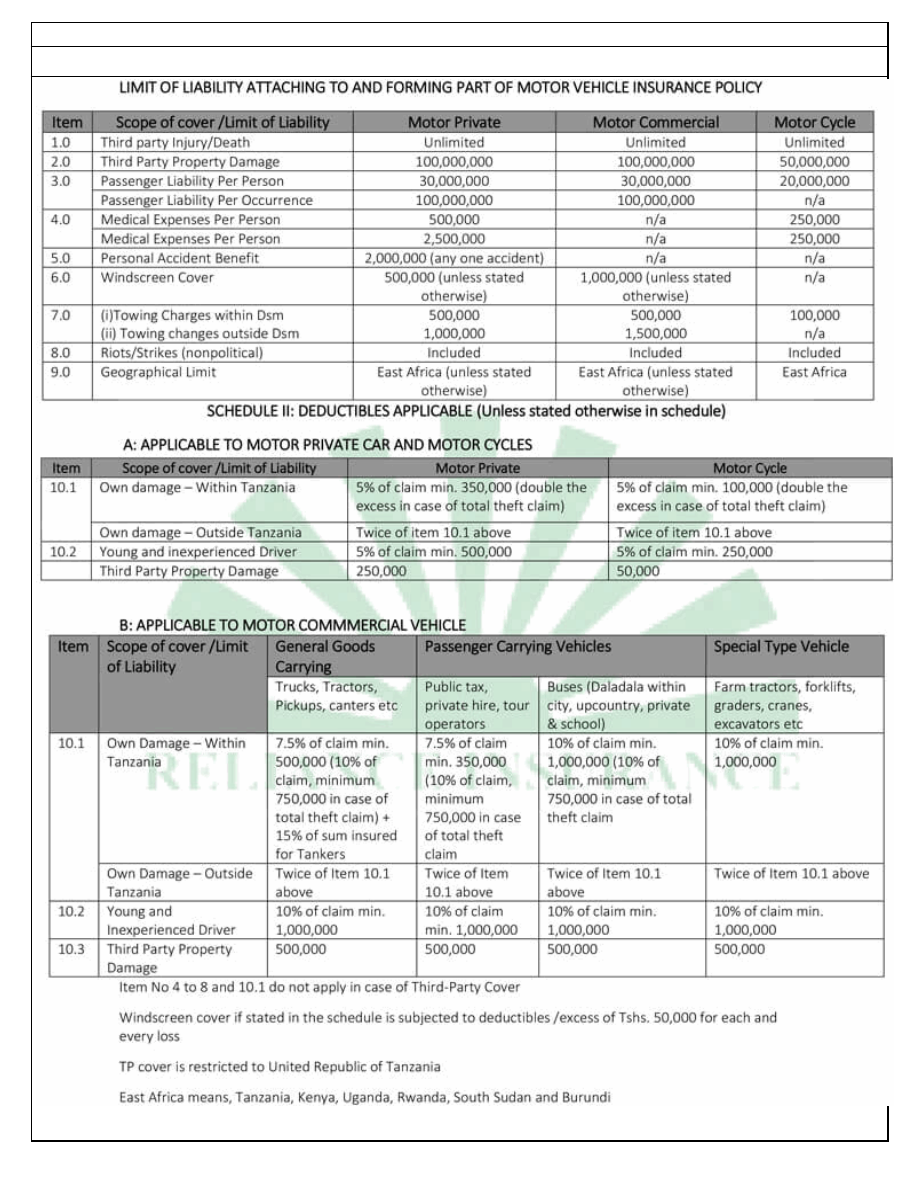 LIMIT OF LIABILITY ATTACHING TO AND FORMING PART OF MOTOR VEHICLE INSURANCE POLICY
Item Scope of cover /Limit of Liability Motor Private Motor Commercial Motor Cycle
1.0 Third party Injury/Death Unlimited Unlimited Unlimited
2.0 Third Party Property Damage 100,000,000 100,000,000 50,000,000
3.0 Passenger Liability Per Person 30,000,000 30,000,000 20,000,000
Passenger Liability Per Occurrence 100,000,000 100,000,000 n/a
4.0 Medical Expenses Per Person 500,000 n/a 250,000
Medical Expenses Per Person 2,500,000 n/a 250,000
5.0 Personal Accident Benefit 2,000,000 (any one accident) n/a n/a
6.0 Windscreen Cover 500,000 (unless stated 1,000,000 (unless stated n/a
otherwise) otherwise)
7.0 (i)Towing Charges within Dsm 500,000 500,000 100,000
(ii) Towing changes outside Dsm 1,000,000 1,500,000 n/a
8.0 Riots/Strikes (nonpolitical) Included Included Included
9.0 Geographical Limit East Africa (unless stated East Africa (unless stated East Africa
otherwise) otherwise)
SCHEDULE II: DEDUCTIBLES APPLICABLE (Unless stated otherwise in schedule)
A: APPLICABLE TO MOTOR PRIVATE CAR AND MOTOR CYCLES
Item Scope of cover /Limit of Liability Motor Private Motor Cycle
10.1 Own damage – Within Tanzania 5% of claim min. 350,000 (double the 5% of claim min. 100,000 (double the
excess in case of total theft claim) excess in case of total theft claim)
Own damage – Outside Tanzania Twice of item 10.1 above Twice of item 10.1 above
10.2 Young and inexperienced Driver 5% of claim min. 500,000 5% of claim min. 250,000
Third Party Property Damage 250,000 50,000
B: APPLICABLE TO MOTOR COMMMERCIAL VEHICLE
Item Scope of cover /Limit General Goods Passenger Carrying Vehicles Special Type Vehicle
of Liability Carrying
Trucks, Tractors, Public tax, Buses (Daladala within Farm tractors, forklifts,
Pickups, canters etc private hire, tour city, upcountry, private graders, cranes,
operators & school) excavators etc
10.1 Own Damage – Within 7.5% of claim min. 7.5% of claim 10% of claim min. 10% of claim min.
Tanzania 500,000 (10% of min. 350,000 1,000,000 (10% of 1,000,000
claim, minimum (10% of claim, claim, minimum
750,000 in case of minimum 750,000 in case of total
total theft claim) + 750,000 in case theft claim
15% of sum insured of total theft
for Tankers claim
Own Damage – Outside Twice of Item 10.1 Twice of Item Twice of Item 10.1 Twice of Item 10.1 above
Tanzania above 10.1 above above
10.2 Young and 10% of claim min. 10% of claim 10% of claim min. 10% of claim min.
Inexperienced Driver 1,000,000 min. 1,000,000 1,000,000 1,000,000
10.3 Third Party Property 500,000 500,000 500,000 500,000
Damage
RELIANCE INSURANCE
Item No 4 to 8 and 10.1 do not apply in case of Third-Party Cover
Windscreen cover if stated in the schedule is subjected to deductibles /excess of Tshs. 50,000 for each and
every loss
TP cover is restricted to United Republic of Tanzania
East Africa means, Tanzania, Kenya, Uganda, Rwanda, South Sudan and Burundi